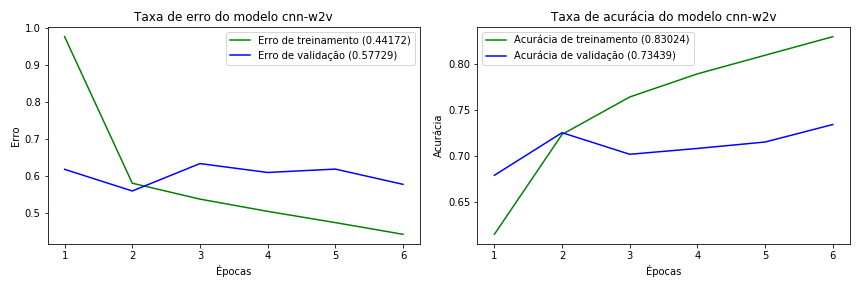 Taxa de erro do modelo cnn-w2v
1.0
0.9
0.8
0.7
0.6
0.5
Erro
Erro de treinamento (0.44172)
Erro de validação (0.57729)
1 2 3 4 5 6
Épocas
Taxa de acurácia do modelo cnn-w2v
0.80
0.75
0.70
0.65
Acurácia
Acurácia de treinamento (0.83024)
Acurácia de validação (0.73439)
1 2 3 4 5 6
Épocas